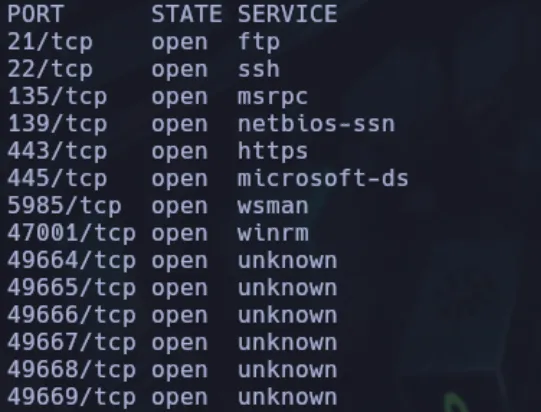 PORT STATE SERVICE
21/tcp open ftp
22/tcp open ssh
135/tcp open msrpc
139/tcp open netbios-ssn
443/tcp open https
445/tcp open microsoft-ds
5985/tcp open wsman
47001/tcp open winrm
49664/tcp open unknown
49665/tcp open unknown
49666/tcp open unknown
49667/tcp open unknown
49668/tcp open unknown
49669/tcp open unknown